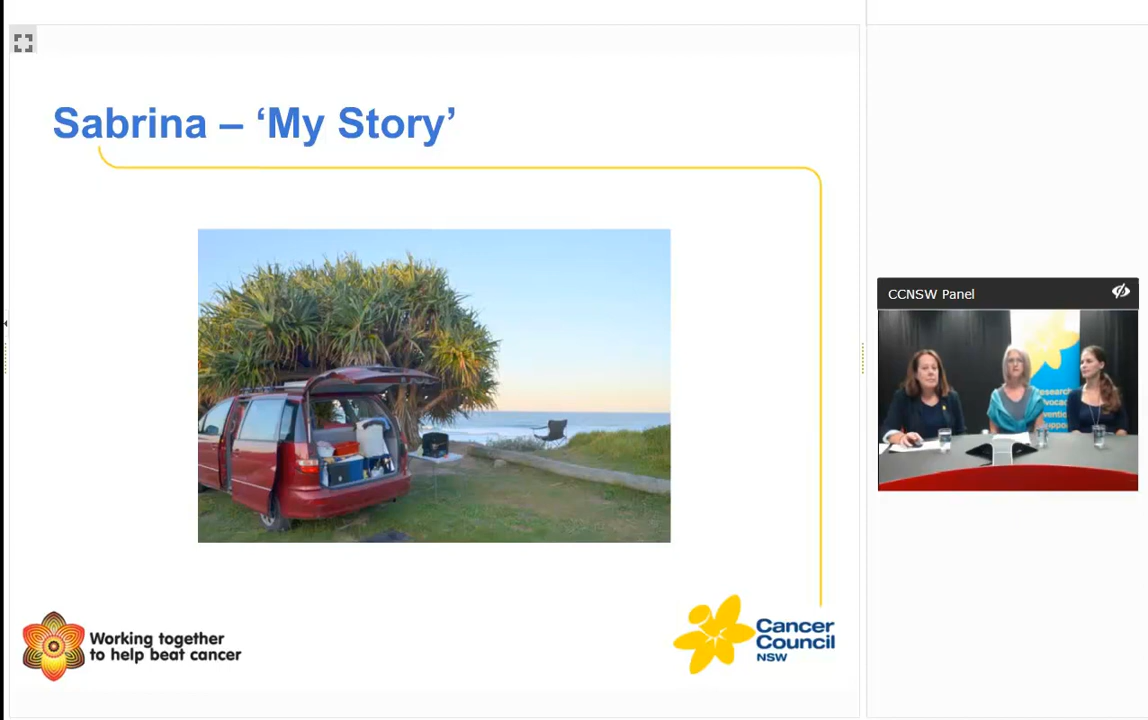 Sabrina – ‘My Story’
CCNSW Panel
Working together
to help beat cancer
Cancer
Council
NSW